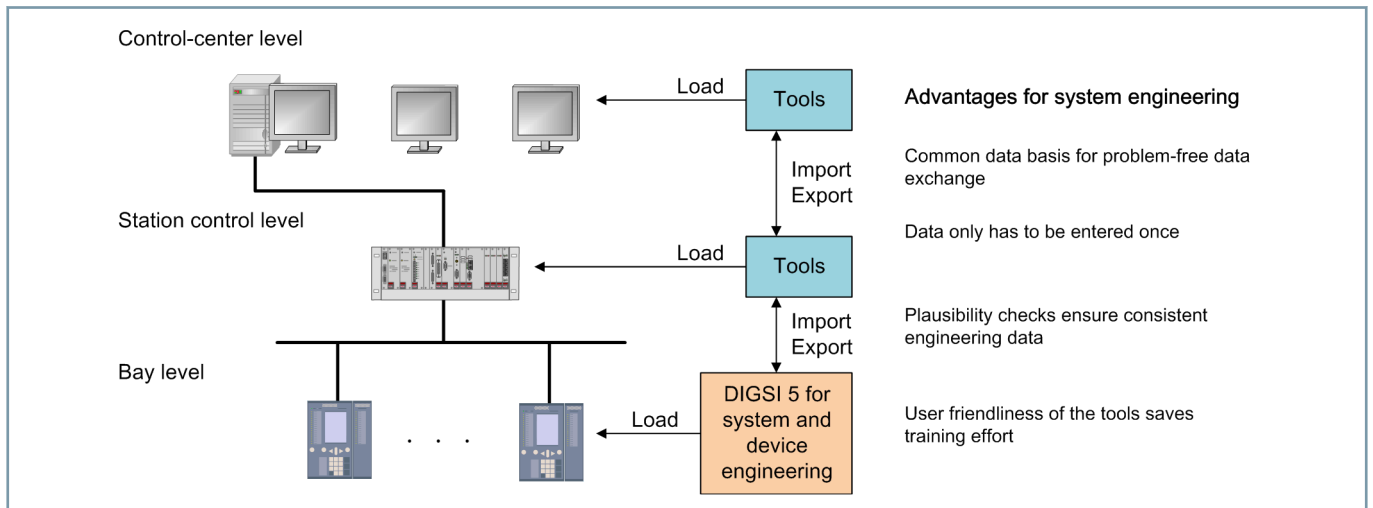 Control-center level
Load
Tools
Advantages for system engineering
Import
Export
Common data basis for problem-free data
exchange
Station control level
Load
Tools
Data only has to be entered once
Import
Export
Plausibility checks ensure consistent
engineering data
Bay level
. . .
Load
DIGSI 5 for
system and
device
engineering
User friendliness of the tools saves
training effort